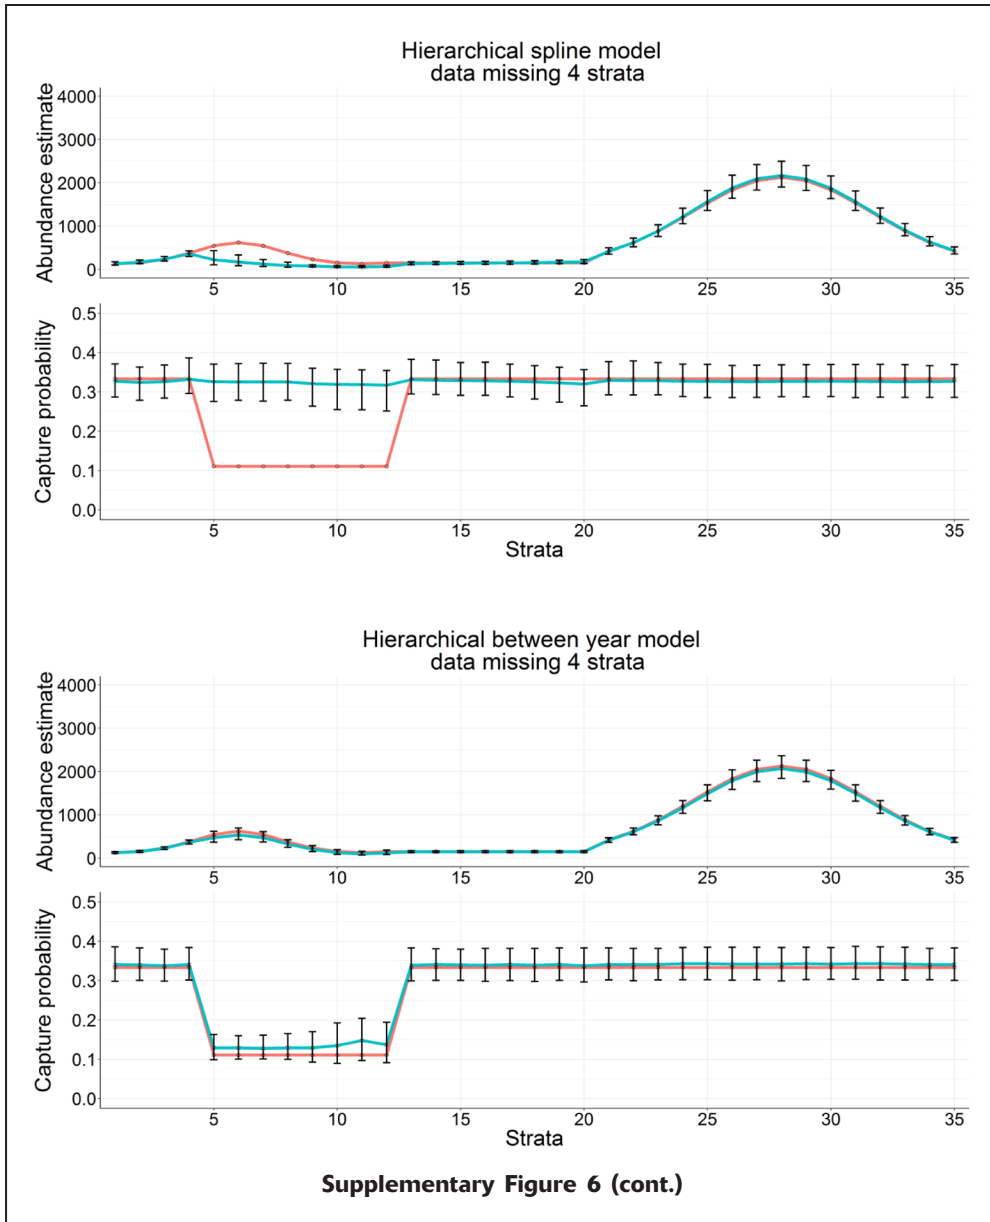 Hierarchical spline model
data missing 4 strata
Abundance estimate
4000
3000
2000
1000
0
5 10 15 20 25 30 35
Capture probability
0.5
0.4
0.3
0.2
0.1
0.0
5 10 15 20 25 30 35
Strata
Hierarchical between year model
data missing 4 strata
Abundance estimate
4000
3000
2000
1000
0
5 10 15 20 25 30 35
Capture probability
0.5
0.4
0.3
0.2
0.1
0.0
5 10 15 20 25 30 35
Strata
Supplementary Figure 6 (cont.)